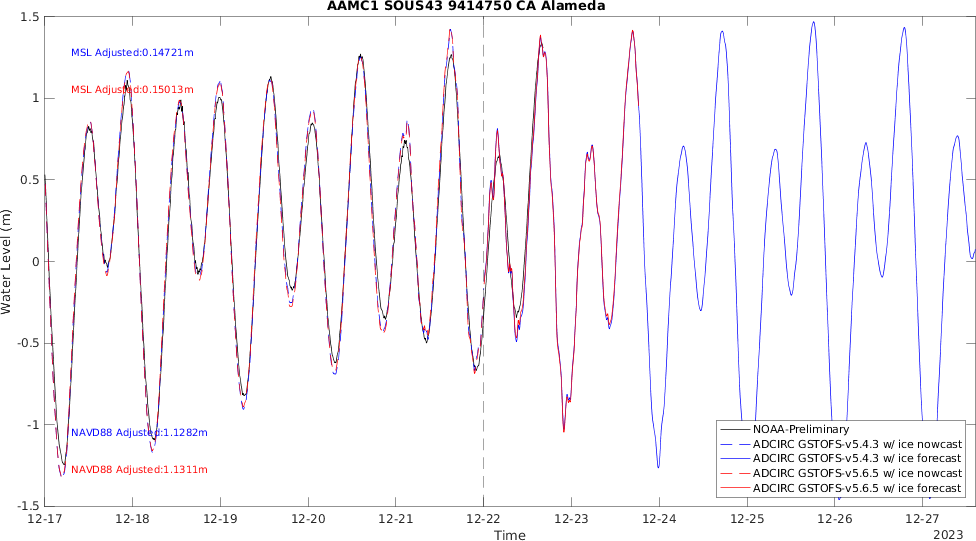 AAMC1 SOUS43 9414750 CA Alameda
1.5
1
0.5
0
-0.5
-1
-1.5
Water Level (m)
MSL Adjusted:0.14721m
MSL Adjusted:0.15013m
NAVD88 Adjusted:1.1282m
NAVD88 Adjusted:1.1311m
NOAA-Preliminary
ADCIRC GSTOFS-v5.4.3 w/ ice nowcast
ADCIRC GSTOFS-v5.4.3 w/ ice forecast
ADCIRC GSTOFS-v5.6.5 w/ ice nowcast
ADCIRC GSTOFS-v5.6.5 w/ ice forecast
12-17 12-18 12-19 12-20 12-21 12-22 12-23 12-24 12-25 12-26 12-27
Time
2023